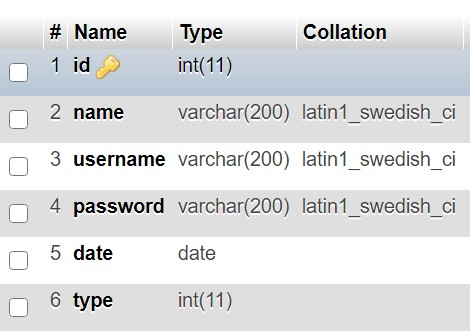 # Name Type Collation
1 id int(11)
2 name varchar(200) latin1_swedish_ci
3 username varchar(200) latin1_swedish_ci
4 password varchar(200) latin1_swedish_ci
5 date date
6 type int(11)